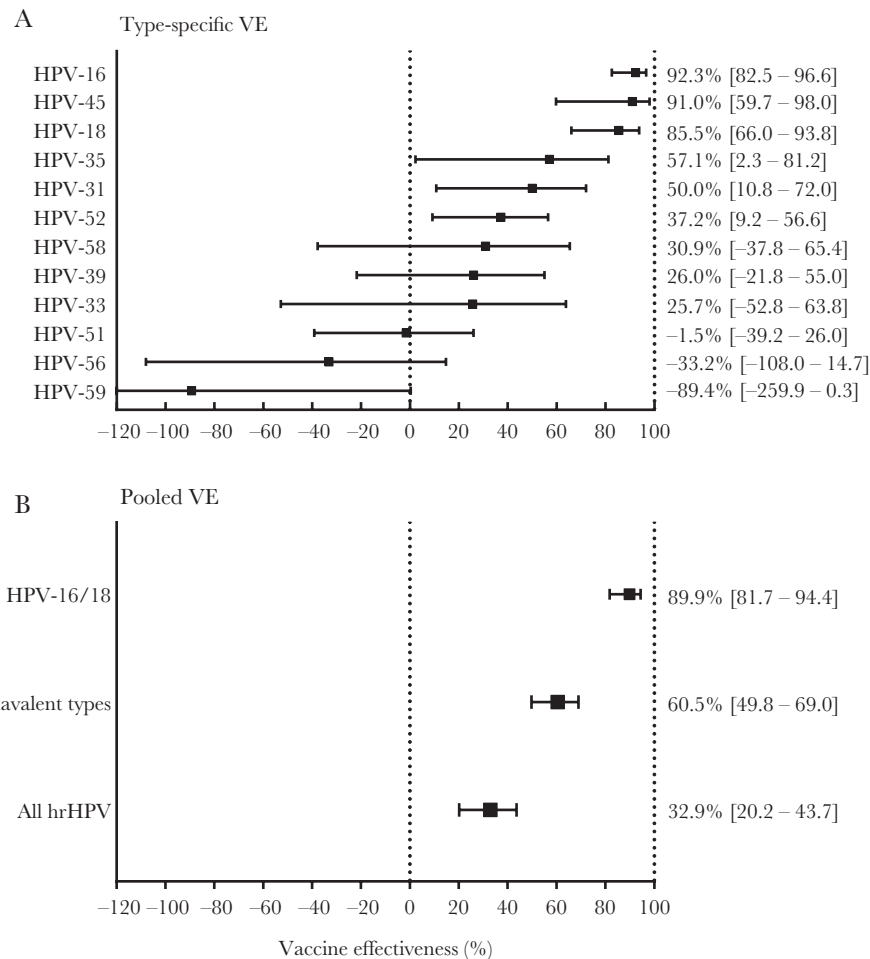 A
Type-specific VE
HPV-16 92.3% [82.5 – 96.6]
HPV-45 91.0% [59.7 – 98.0]
HPV-18 85.5% [66.0 – 93.8]
HPV-35 57.1% [2.3 – 81.2]
HPV-31 50.0% [10.8 – 72.0]
HPV-52 37.2% [9.2 – 56.6]
HPV-58 30.9% [–37.8 – 65.4]
HPV-39 26.0% [–21.8 – 55.0]
HPV-33 25.7% [–52.8 – 63.8]
HPV-51 –1.5% [–39.2 – 26.0]
HPV-56 –33.2% [–108.0 – 14.7]
HPV-59 –89.4% [–259.9 – 0.3]
–120 –100 –80 –60 –40 –20 0 20 40 60 80 100
B
Pooled VE
HPV-16/18 89.9% [81.7 – 94.4]
types 60.5% [49.8 – 69.0]
All hrHPV 32.9% [20.2 – 43.7]
–120 –100 –80 –60 –40 –20 0 20 40 60 80 100
Vaccine effectiveness (%)